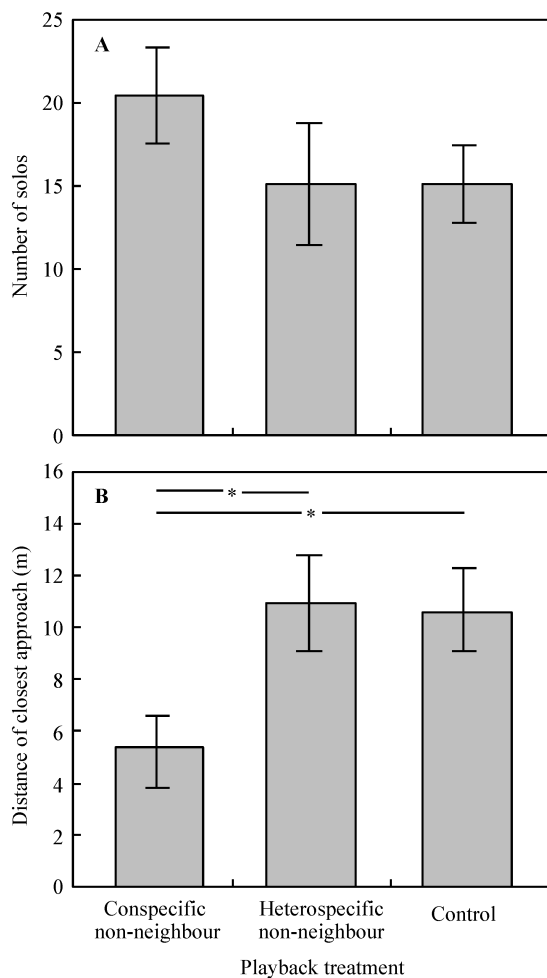 25
A
20
15
10
5
0
Number of solos
16
B
*
14
*
12
10
8
6
4
2
0
Distance of closest approach (m)
Conspecific
non-neighbour
Heterospecific
non-neighbour
Control
Playback treatment